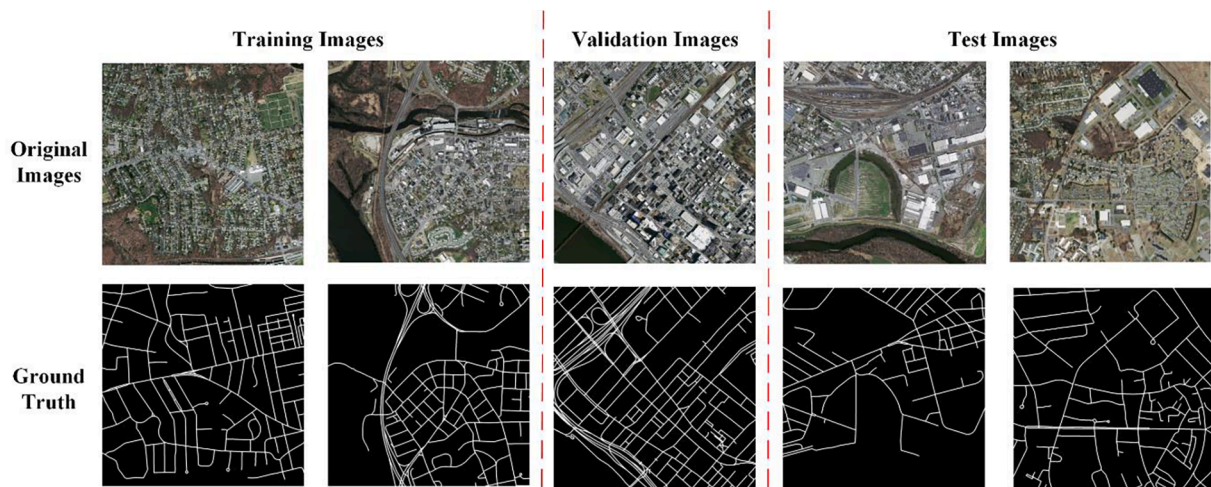 Training Images
Validation Images
Test Images
Original
Images
Ground
Truth